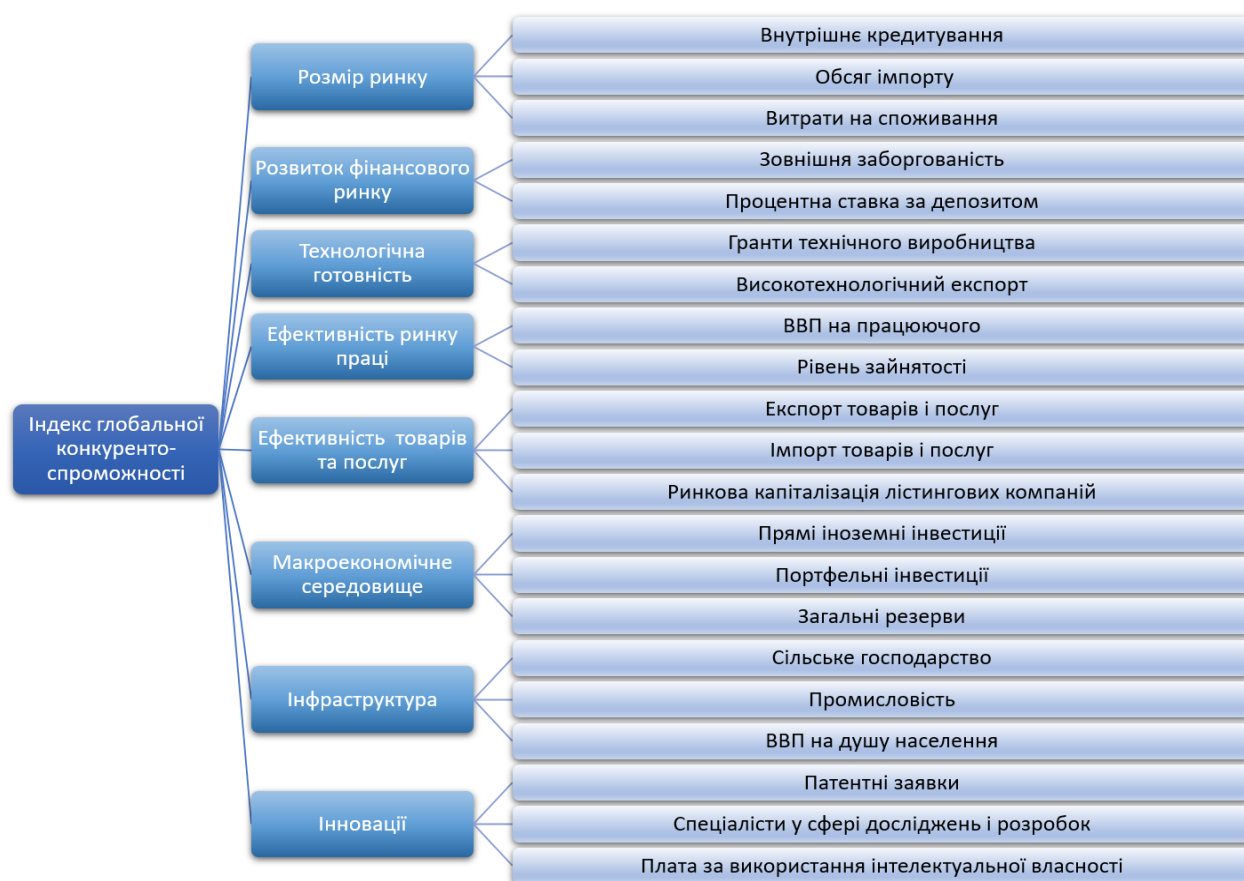 Індекс глобальної
конкуренто-
спроможності
Розмір ринку
Внутрішнє кредитування
Обсяг імпорту
Витрати на споживання
Розвиток фінансового
ринку
Зовнішня заборгованість
Процентна ставка за депозитом
Технологічна
готовність
Гранти технічного виробництва
Високотехнологічний експорт
Ефективність ринку
праці
ВВП на працюючого
Рівень зайнятості
Ефективність товарів
та послуг
Експорт товарів і послуг
Імпорт товарів і послуг
Ринкова капіталізація лістингових компаній
Макроекономічне
середовище
Прямі іноземні інвестиції
Портфельні інвестиції
Загальні резерви
Інфраструктура
Сільське господарство
Промисловість
ВВП на душу населення
Інновації
Патентні заявки
Спеціалісти у сфері досліджень і розробок
Плата за використання інтелектуальної власності